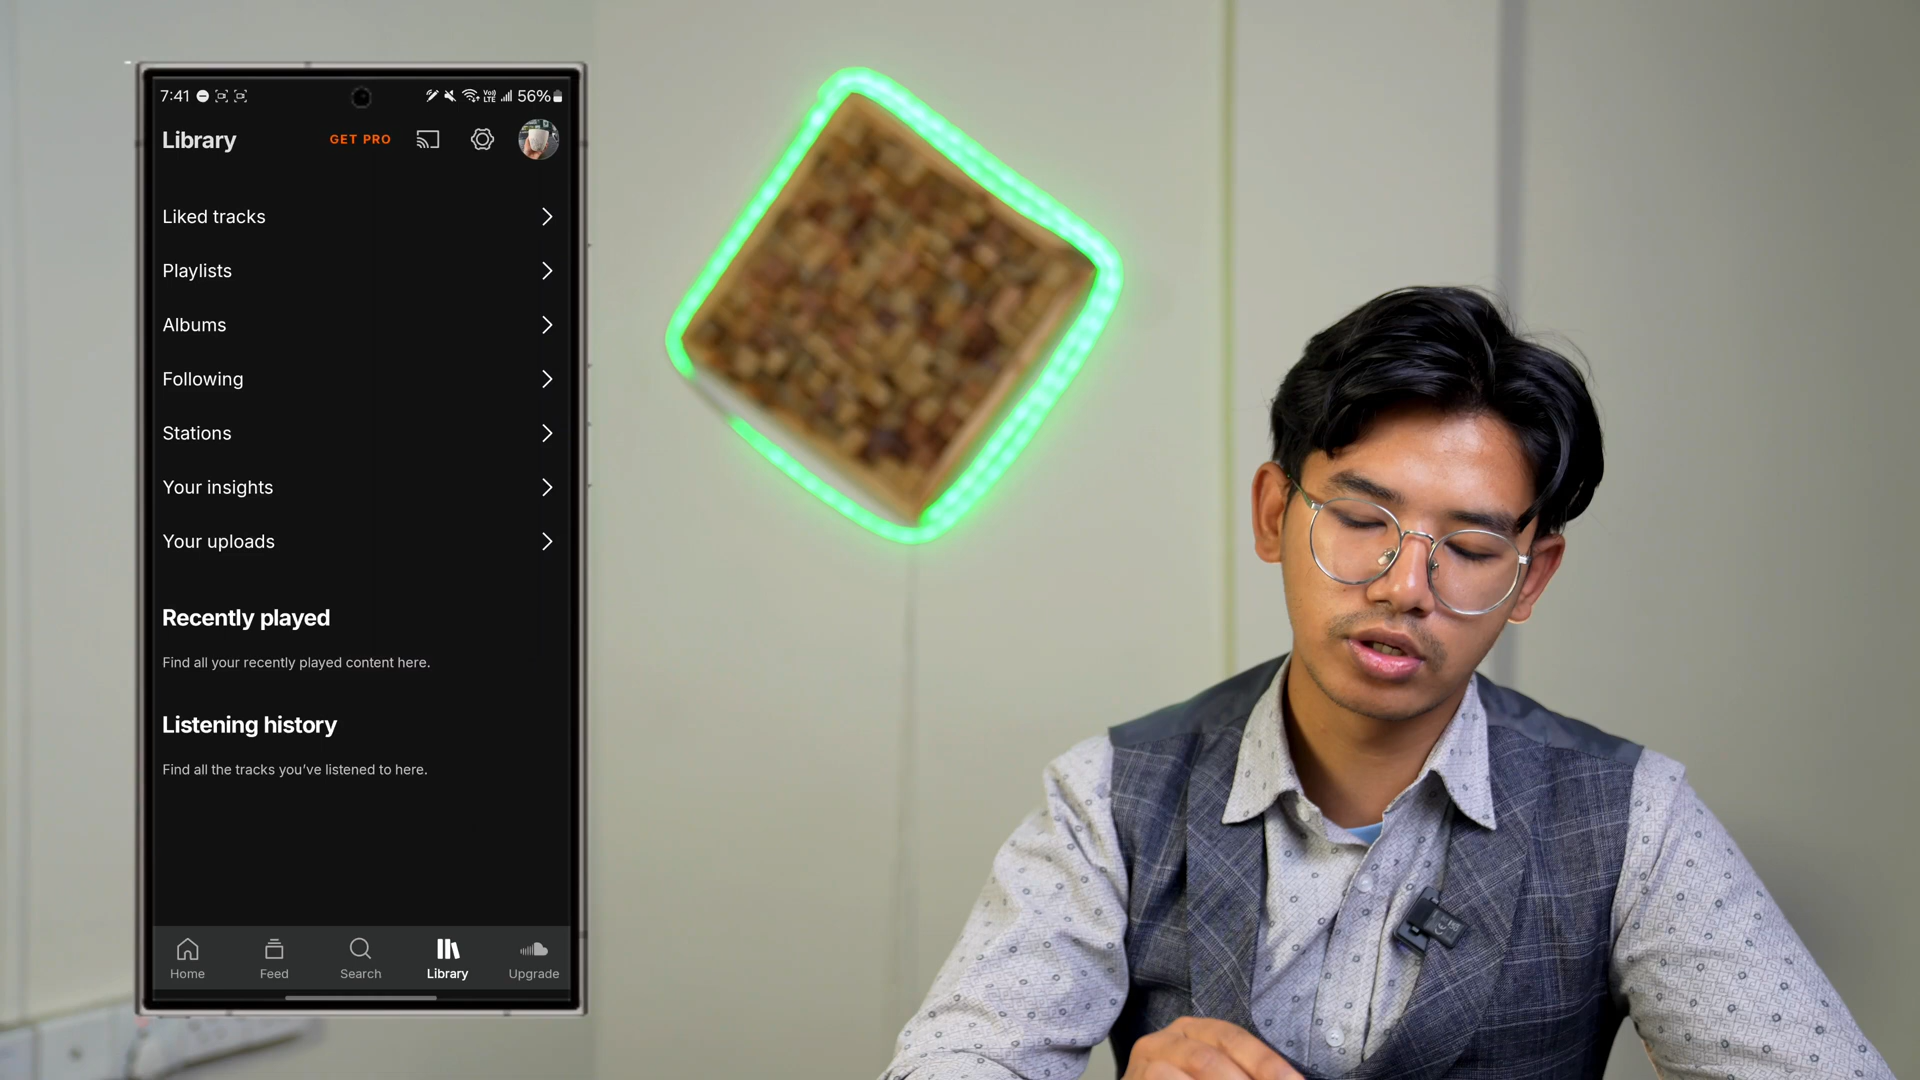 7:41 56%
Library GET PRO
Liked tracks
Playlists
Albums
Following
Stations
Your insights
Your uploads
Recently played
Find all your recently played content here.
Listening history
Find all the tracks you’ve listened to here.
Home Feed Search Library Upgrade